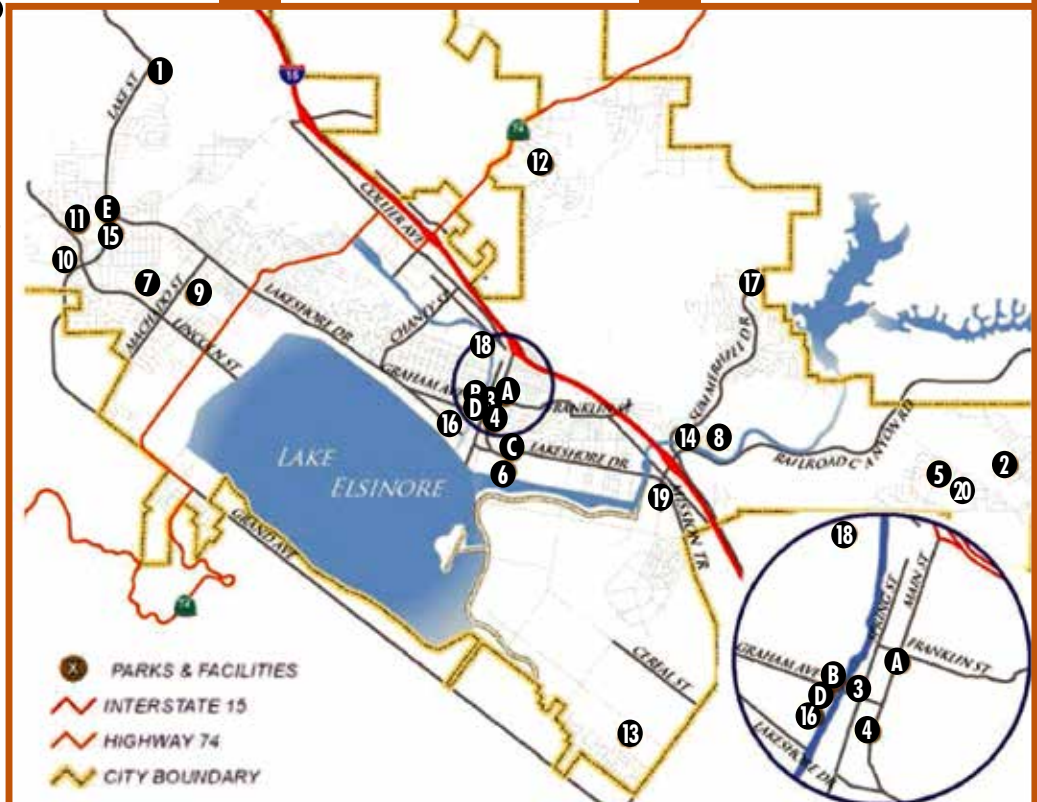 1
LAKE ST
15
74
12
COLLIER AVE
11
E
15
10
7
9
MACHADO ST
LINCOLN ST
LAKESHORE DR
CHANEY ST
17
SUMMERHILL DR
18
GRAHAM AVE
B
3
A
D
4
FRANKLIN ST
16
C
LAKESHORE DR
6
14
8
RAILROAD CANYON RD
5
20
2
19
MISSION TR
LAKE
ELSINORE
GRAND AVE
74
CEREAL ST
13
18
SPRING ST
MAIN ST
GRAHAM AVE
FRANKLIN ST
A
B
3
D
16
4
LAKESHORE DR
X PARKS & FACILITIES
INTERSTATE 15
HIGHWAY 74
CITY BOUNDARY